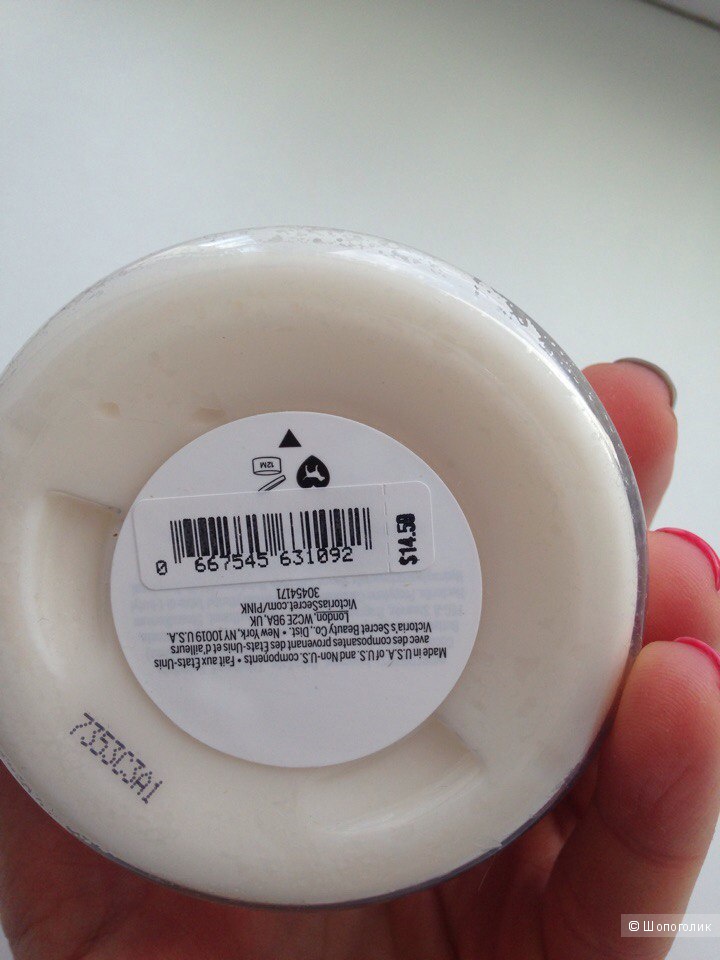 12M
0 667545 631092
$14.50
Made in U.S.A. of U.S. and Non-U.S. components. • Fait aux États-Unis
avec des composantes provenant des États-Unis et d'ailleurs
Victoria's Secret Beauty Co., Dist. • New York, NY 10019 U.S.A.
London, WC2E 9BA, UK
VictoriasSecret.com/PINK
30454171
7353C3A1
© Шопоголик